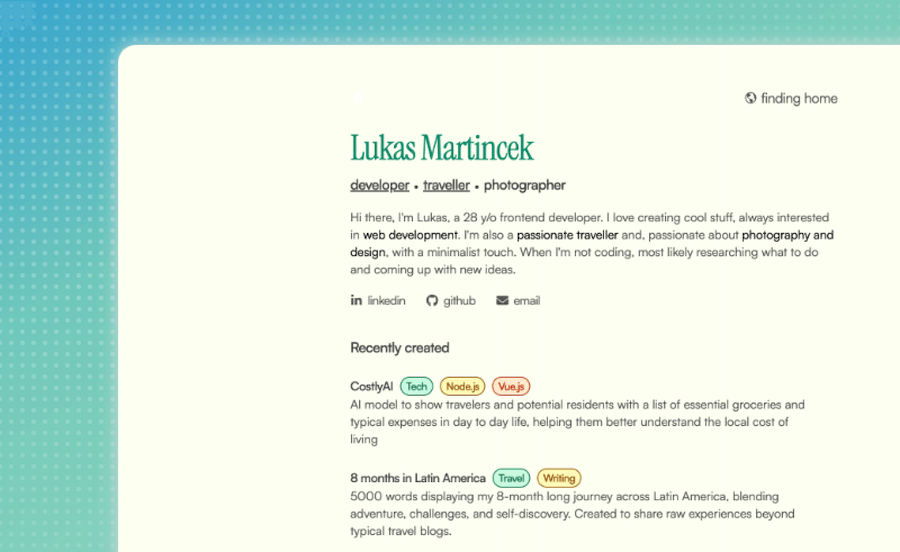 finding home
Lukas Martincek
developer • traveller • photographer
Hi there, I'm Lukas, a 28 y/o frontend developer. I love creating cool stuff, always interested
in web development. I'm also a passionate traveller and, passionate about photography and
design, with a minimalist touch. When I'm not coding, most likely researching what to do
and coming up with new ideas.
linkedin github email
Recently created
CostlyAI Tech Node.js Vue.js
AI model to show travelers and potential residents with a list of essential groceries and
typical expenses in day to day life, helping them better understand the local cost of
living
8 months in Latin America Travel Writing
5000 words displaying my 8-month long journey across Latin America, blending
adventure, challenges, and self-discovery. Created to share raw experiences beyond
typical travel blogs.